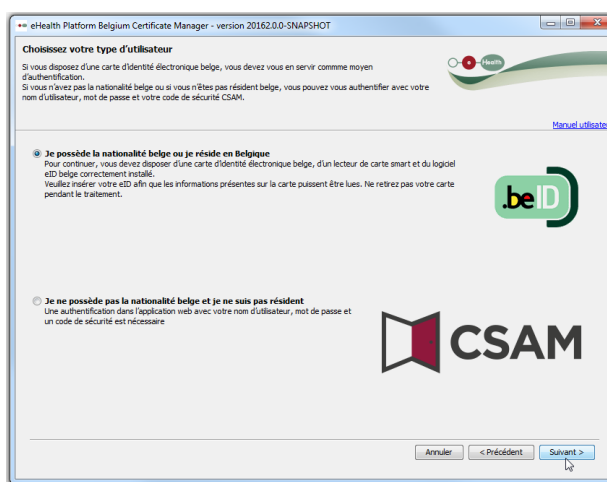 eHealth Platform Belgium Certificate Manager - version 20162.0.0-SNAPSHOT
Choisissez votre type d'utilisateur
Si vous disposez d'une carte d'identité électronique belge, vous devez vous en servir commme moyen
d'authentification.
Si vous n'avez pas la nationalité belge ou si vous n'êtes pas résident belge, vous pouvez vous authentifier avec votre
nom d'utilisateur, mot de passe et votre code de sécurité CSAM.
Health
Manuel utilisateu
Je possède la nationalité belge ou je réside en Belgique
Pour continuer, vous devez disposer d'une carte d'identité électronique belge, d'un lecteur de carte smart et du logiciel
eID belge correctement installé.
Veuillez insérer votre eID afin que les informations présentes sur la carte puissent être lues. Ne retirez pas votre carte
pendant le traitement.
.beID
Je ne possède pas la nationalité belge et je ne suis pas résident
Une authentification dans l'application web avec votre nom d'utilisateur, mot de passe et
un code de sécurité est nécessaire
CSAM
Annuler
< Précédent
Suivant >